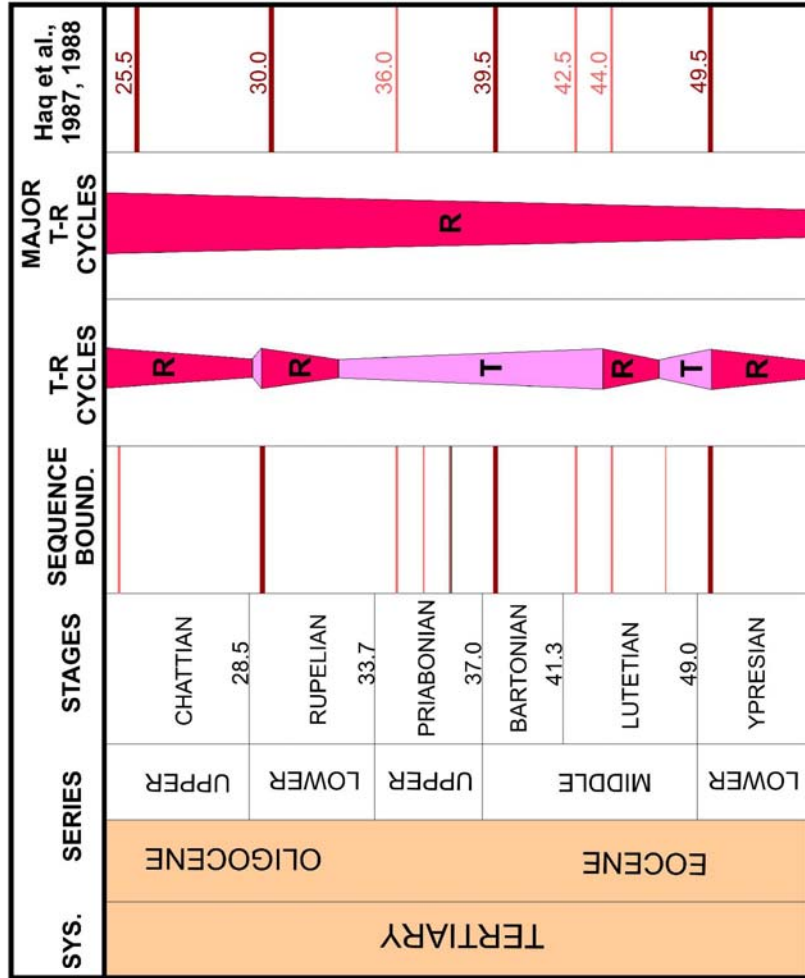 SYS.
SERIES
STAGES
SEQUENCE
BOUND.
T-R
CYCLES
MAJOR
T-R
CYCLES
Haq et al.,
1987, 1988
TERTIARY
OLIGOCENE
EOCENE
UPPER
LOWER
UPPER
MIDDLE
LOWER
CHATTIAN
28.5
RUPELIAN
33.7
PRIABONIAN
37.0
BARTONIAN
41.3
LUTETIAN
49.0
YPRESIAN
R
R
T
R
T
R
R
25.5
30.0
36.0
39.5
42.5
44.0
49.5